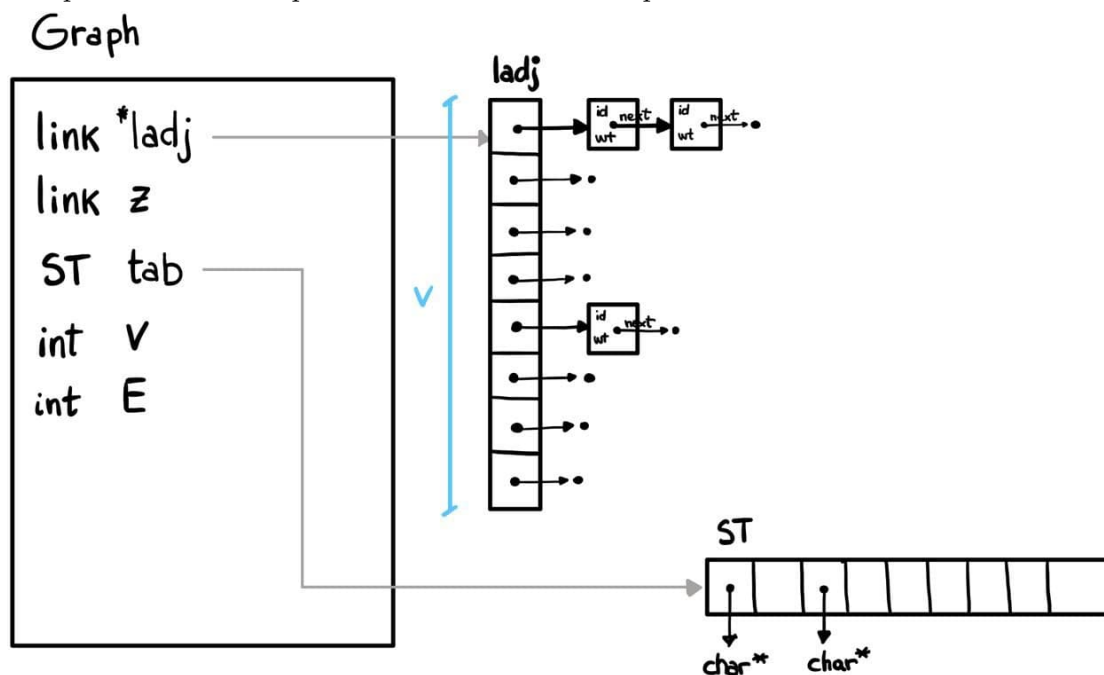 Graph
link *ladj
link z
ST tab
int V
int E
ladj
V
id next
wt
id next
wt
id next
wt
ST
char* char*